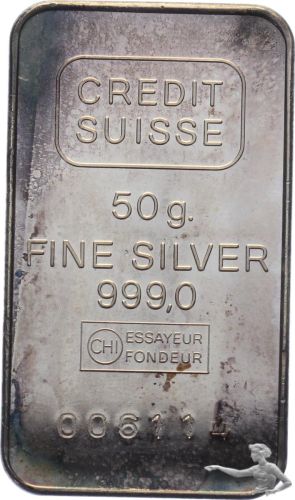 CREDIT
SUISSE
50 g.
FINE SILVER
999,0
CHI ESSAYEUR
FONDEUR
006114